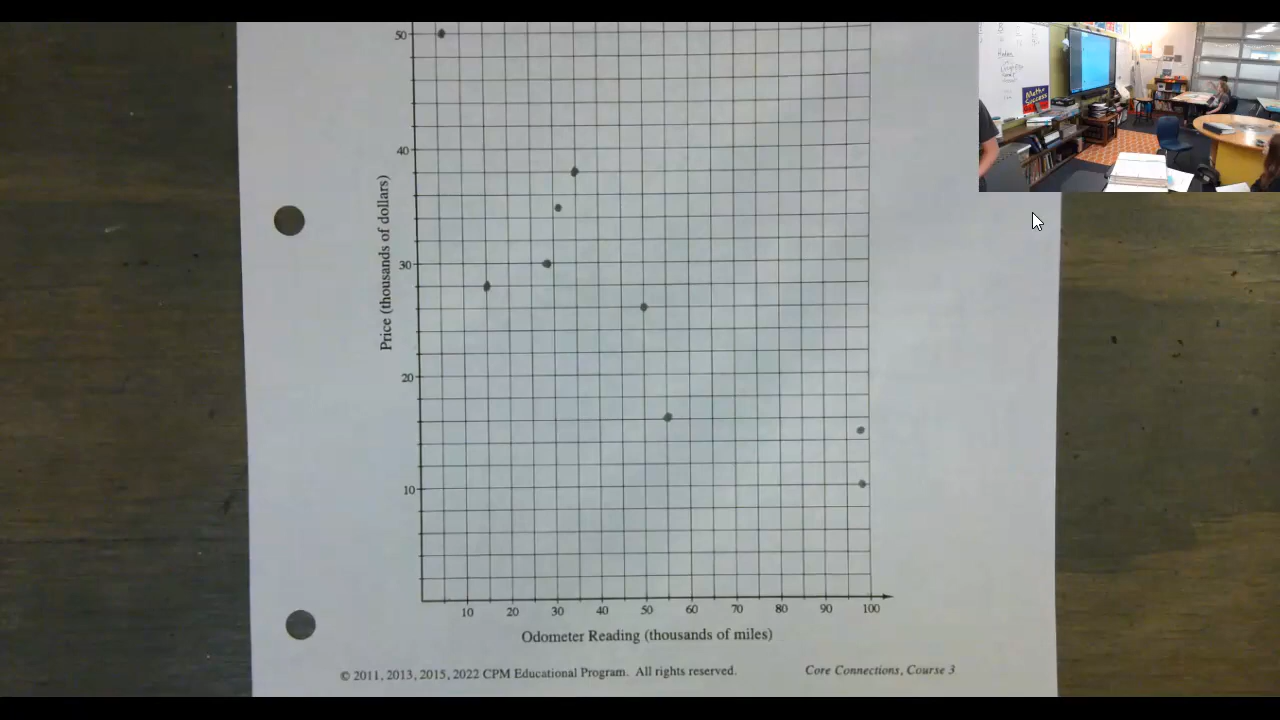 50
40
30
20
10
Price (thousands of dollars)
10 20 30 40 50 60 70 80 90 100
Odometer Reading (thousands of miles)
© 2011, 2013, 2015, 2022 CPM Educational Program. All rights reserved.
Core Connections, Course 3
Math
Success